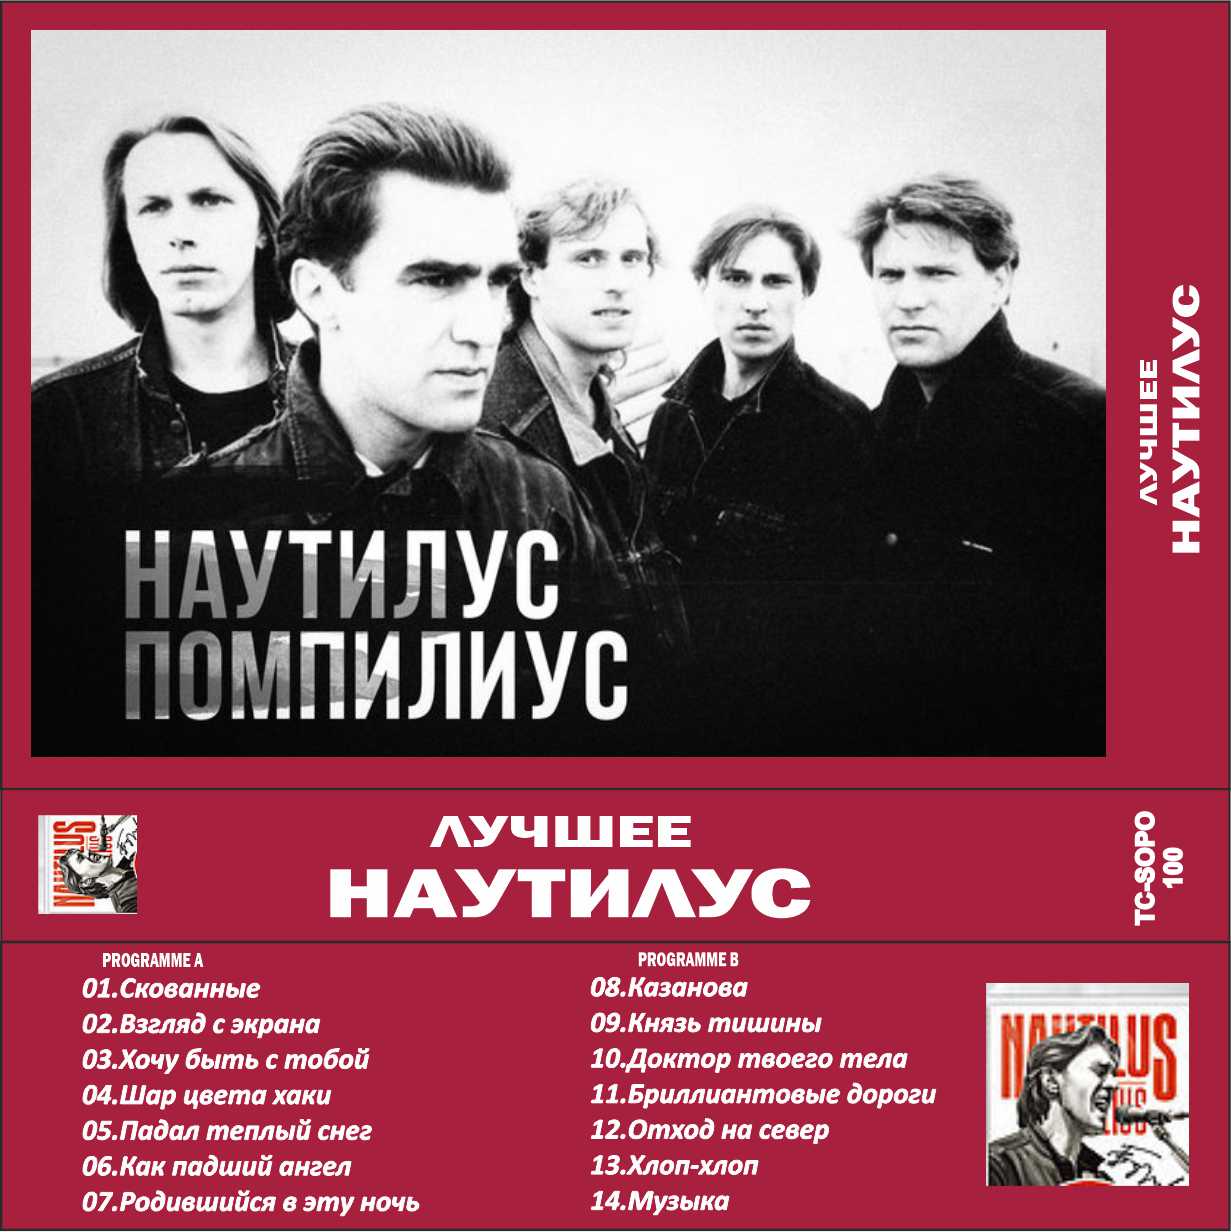 НАУТИЛУС
ПОМПИЛИУС
ЛУЧШЕЕ
НАУТИЛУС
NAUTILUS
ЛУЧШЕЕ
НАУТИЛУС
TC-SOPO
100
PROGRAMME A
01.Скованные
02.Взгляд с экрана
03.Хочу быть с тобой
04.Шар цвета хаки
05.Падал теплый снег
06.Как падший ангел
07.Родившийся в эту ночь
PROGRAMME B
08.Казанова
09.Князь тишины
10.Доктор твоего тела
11.Бриллиантовые дороги
12.Отход на север
13.Хлоп-хлоп
14.Музыка
NAUTILUS